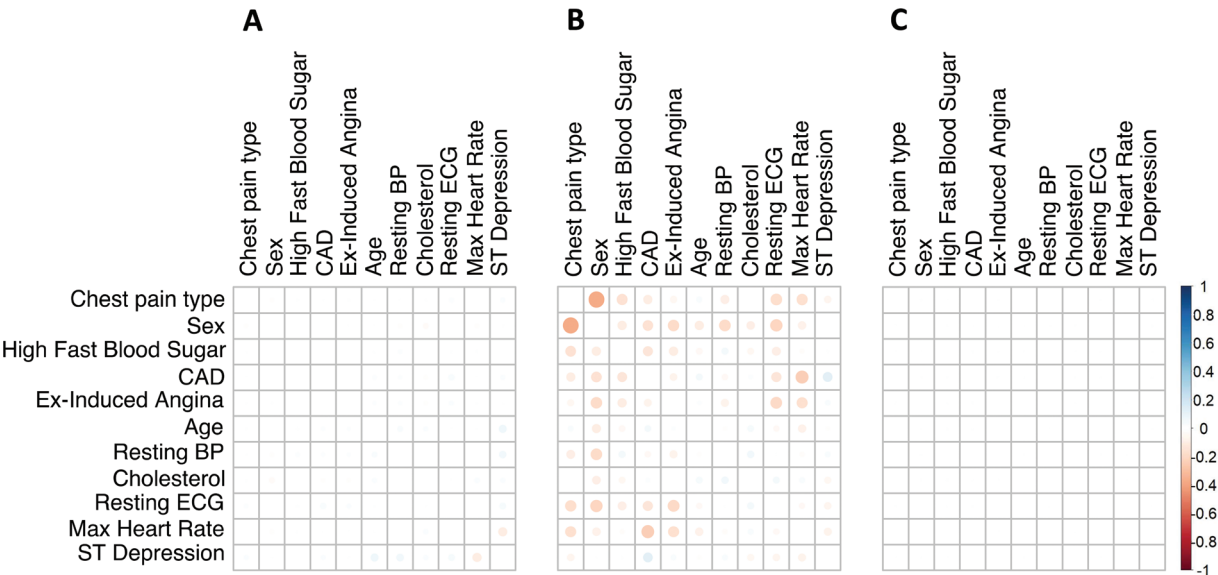 A B C
Chest pain type
Sex
High Fast Blood Sugar
CAD
Ex-Induced Angina
Age
Resting BP
Cholesterol
Resting ECG
Max Heart Rate
ST Depression
Chest pain type
Sex
High Fast Blood Sugar
CAD
Ex-Induced Angina
Age
Resting BP
Cholesterol
Resting ECG
Max Heart Rate
ST Depression
Chest pain type
Sex
High Fast Blood Sugar
CAD
Ex-Induced Angina
Age
Resting BP
Cholesterol
Resting ECG
Max Heart Rate
ST Depression
Chest pain type
Sex
High Fast Blood Sugar
CAD
Ex-Induced Angina
Age
Resting BP
Cholesterol
Resting ECG
Max Heart Rate
ST Depression
1
0.8
0.6
0.4
0.2
0
-0.2
-0.4
-0.6
-0.8
-1